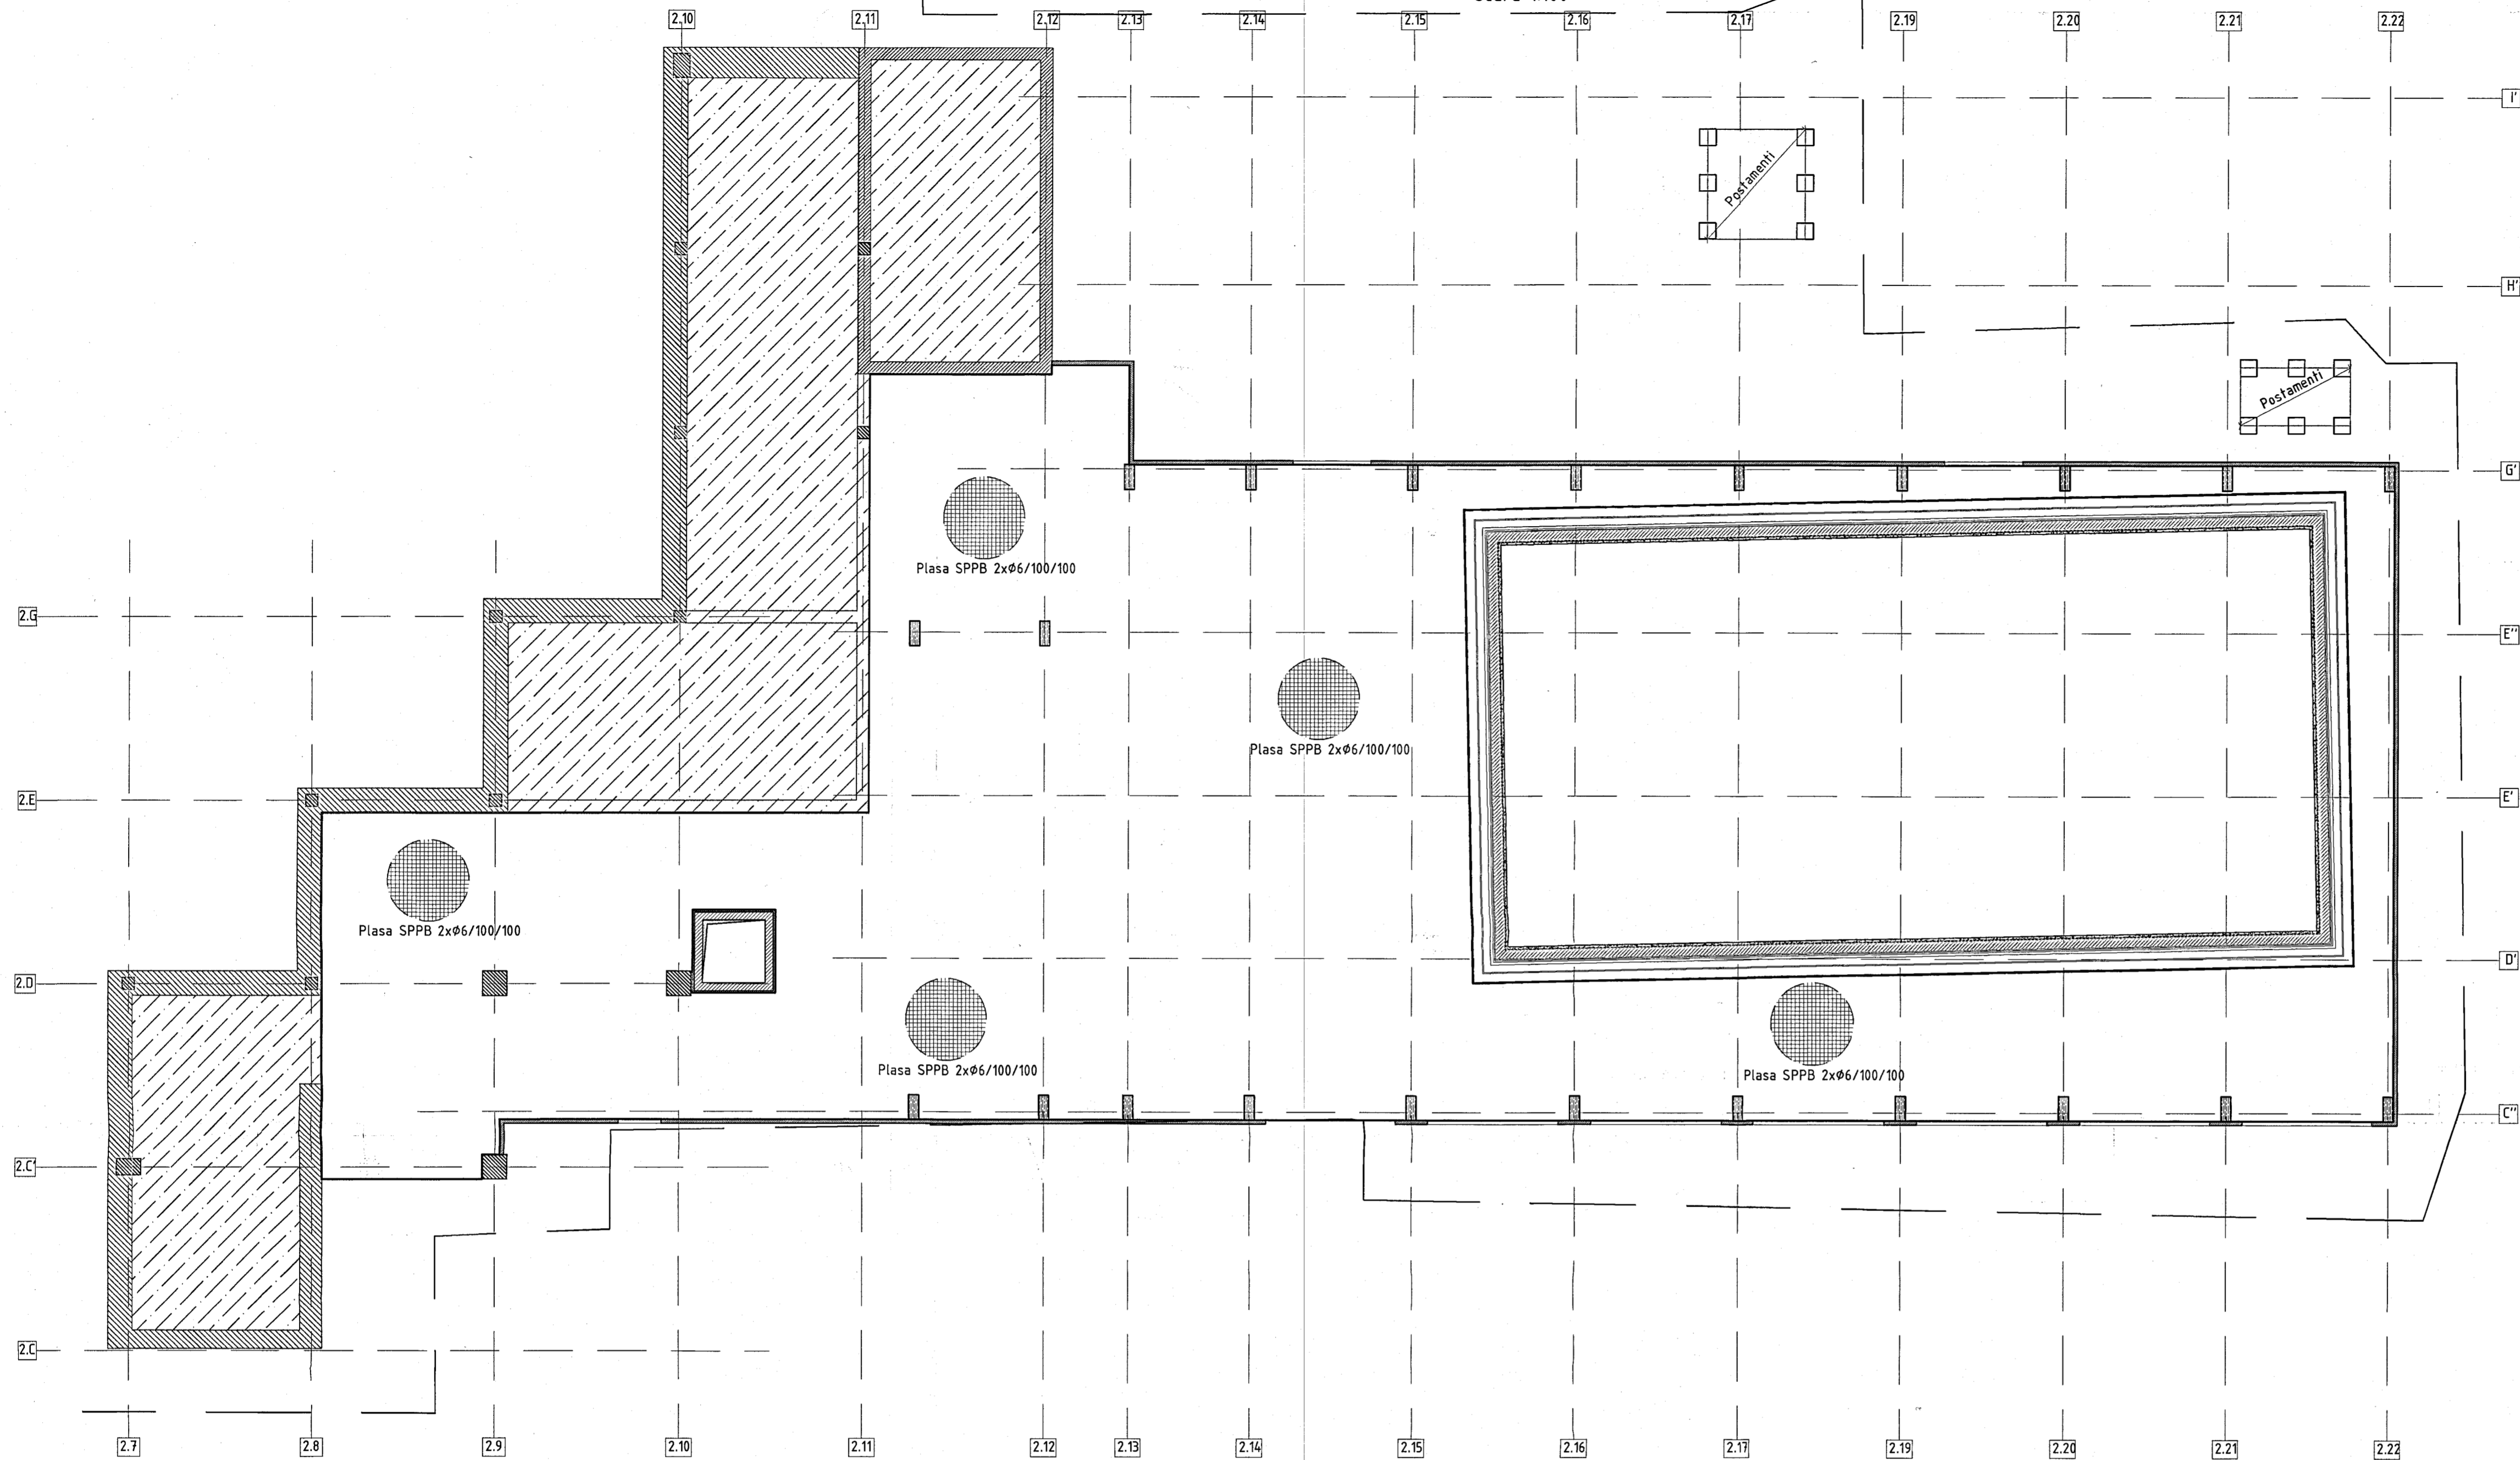 2.10
2.11
2.12
2.13
2.14
2.15
2.16
2.17
2.19
2.20
2.21
2.22
I'
Postamenti
H'
Postamenti
G'
Plasa SPPB 2xϕ6/100/100
2.G
E''
Plasa SPPB 2xϕ6/100/100
2.E
E'
Plasa SPPB 2xϕ6/100/100
2.D
D'
Plasa SPPB 2xϕ6/100/100
Plasa SPPB 2xϕ6/100/100
C''
2.C'
2.C
2.7
2.8
2.9
2.10
2.11
2.12
2.13
2.14
2.15
2.16
2.17
2.19
2.20
2.21
2.22